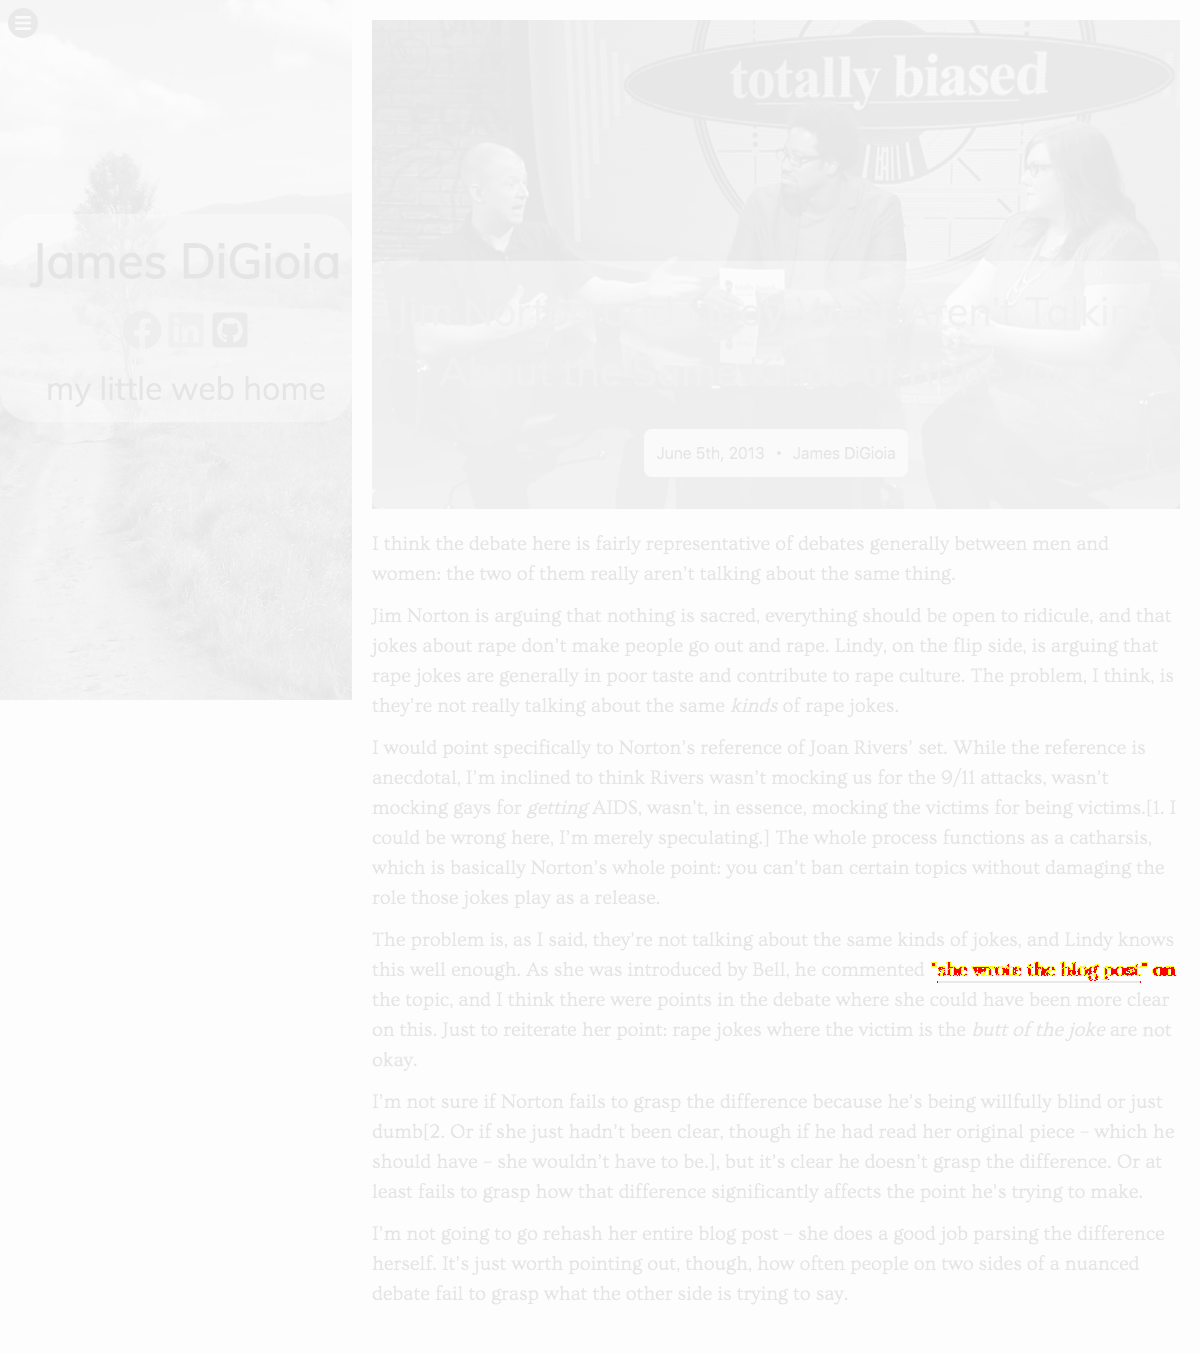 James DiGioia
my little web home
totally biased
Jim Norton Talking
About the
June 5th, 2013 • James DiGioia
I think the debate here is fairly representative of debates generally between men and
women: the two of them really aren't talking about the same thing.
Jim Norton is arguing that nothing is sacred, everything should be open to ridicule, and that
jokes about rape don't make people go out and rape. Lindy, on the flip side, is arguing that
rape jokes are generally in poor taste and contribute to rape culture. The problem, I think, is
they're not really talking about the same kinds of rape jokes.
I would point specifically to Norton's reference of Joan Rivers' set. While the reference is
anecdotal, I'm inclined to think Rivers wasn't mocking us for the 9/11 attacks, wasn't
mocking gays for getting AIDS, wasn't, in essence, mocking the victims for being victims.[1. I
could be wrong here, I'm merely speculating.] The whole process functions as a catharsis,
which is basically Norton's whole point: you can't ban certain topics without damaging the
role those jokes play as a release.
The problem is, as I said, they're not talking about the same kinds of jokes, and Lindy knows
this well enough. As she was introduced by Bell, he commented "she wrote the blog post" on
the topic, and I think there were points in the debate where she could have been more clear
on this. Just to reiterate her point: rape jokes where the victim is the butt of the joke are not
okay.
I'm not sure if Norton fails to grasp the difference because he's being willfully blind or just
dumb[2. Or if she just hadn't been clear, though if he had read her original piece – which he
should have – she wouldn't have to be.], but it's clear he doesn't grasp the difference. Or at
least fails to grasp how that difference significantly affects the point he's trying to make.
I'm not going to go rehash her entire blog post – she does a good job parsing the difference
herself. It's just worth pointing out, though, how often people on two sides of a nuanced
debate fail to grasp what the other side is trying to say.